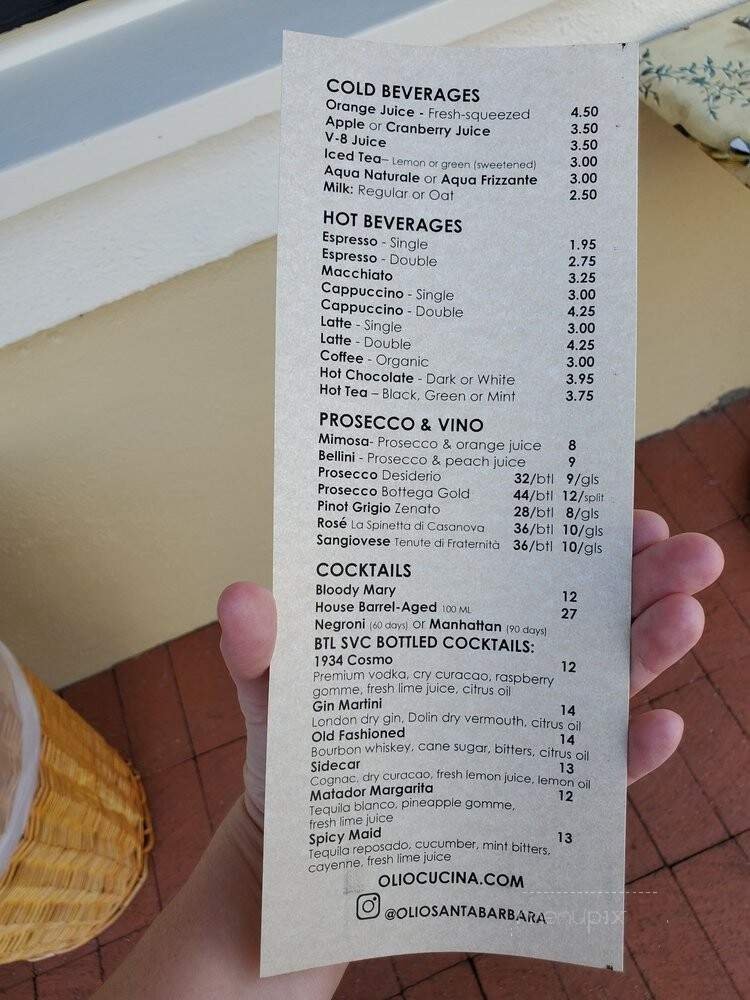 COLD BEVERAGES
Orange Juice - Fresh-squeezed 4.50
Apple or Cranberry Juice 3.50
V-8 Juice 3.50
Iced Tea– Lemon or green (sweetened) 3.00
Aqua Naturale or Aqua Frizzante 3.00
Milk: Regular or Oat 2.50
HOT BEVERAGES
Espresso - Single 1.95
Espresso - Double 2.75
Macchiato 3.25
Cappuccino - Single 3.00
Cappuccino - Double 4.25
Latte - Single 3.00
Latte - Double 4.25
Coffee - Organic 3.00
Hot Chocolate - Dark or White 3.95
Hot Tea – Black, Green or Mint 3.75
PROSECCO & VINO
Mimosa- Prosecco & orange juice 8
Bellini - Prosecco & peach juice 9
Prosecco Desiderio 32/btl 9/gls
Prosecco Bottega Gold 44/btl 12/split
Pinot Grigio Zenato 28/btl 8/gls
Rosé La Spinetta di Casanova 36/btl 10/gls
Sangiovese Tenute di Fraternità 36/btl 10/gls
COCKTAILS
Bloody Mary 12
House Barrel-Aged 100 ML 27
Negroni (60 days) or Manhattan (90 days)
BTL SVC BOTTLED COCKTAILS:
1934 Cosmo 12
Premium vodka, cry curacao, raspberry
gomme, fresh lime juice, citrus oil
Gin Martini 14
London dry gin, Dolin dry vermouth, citrus oil
Old Fashioned 14
Bourbon whiskey, cane sugar, bitters, citrus oil
Sidecar 13
Cognac, dry curacao, fresh lemon juice, lemon oil
Matador Margarita 12
Tequila blanco, pineapple gomme,
fresh lime juice
Spicy Maid 13
Tequila reposado, cucumber, mint bitters,
cayenne, fresh lime juice
OLIOCUCINA.COM
@OLIOSANTABARBARA